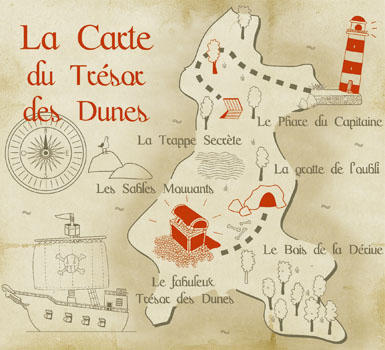 La Carte
du Trésor
des Dunes
Le Phare du Capitaine
La Trappe Secrète
La grotte de l'oubli
Les Sables Mouvants
Le Bois de la Dérive
Le fabuleux
Trésor des Dunes